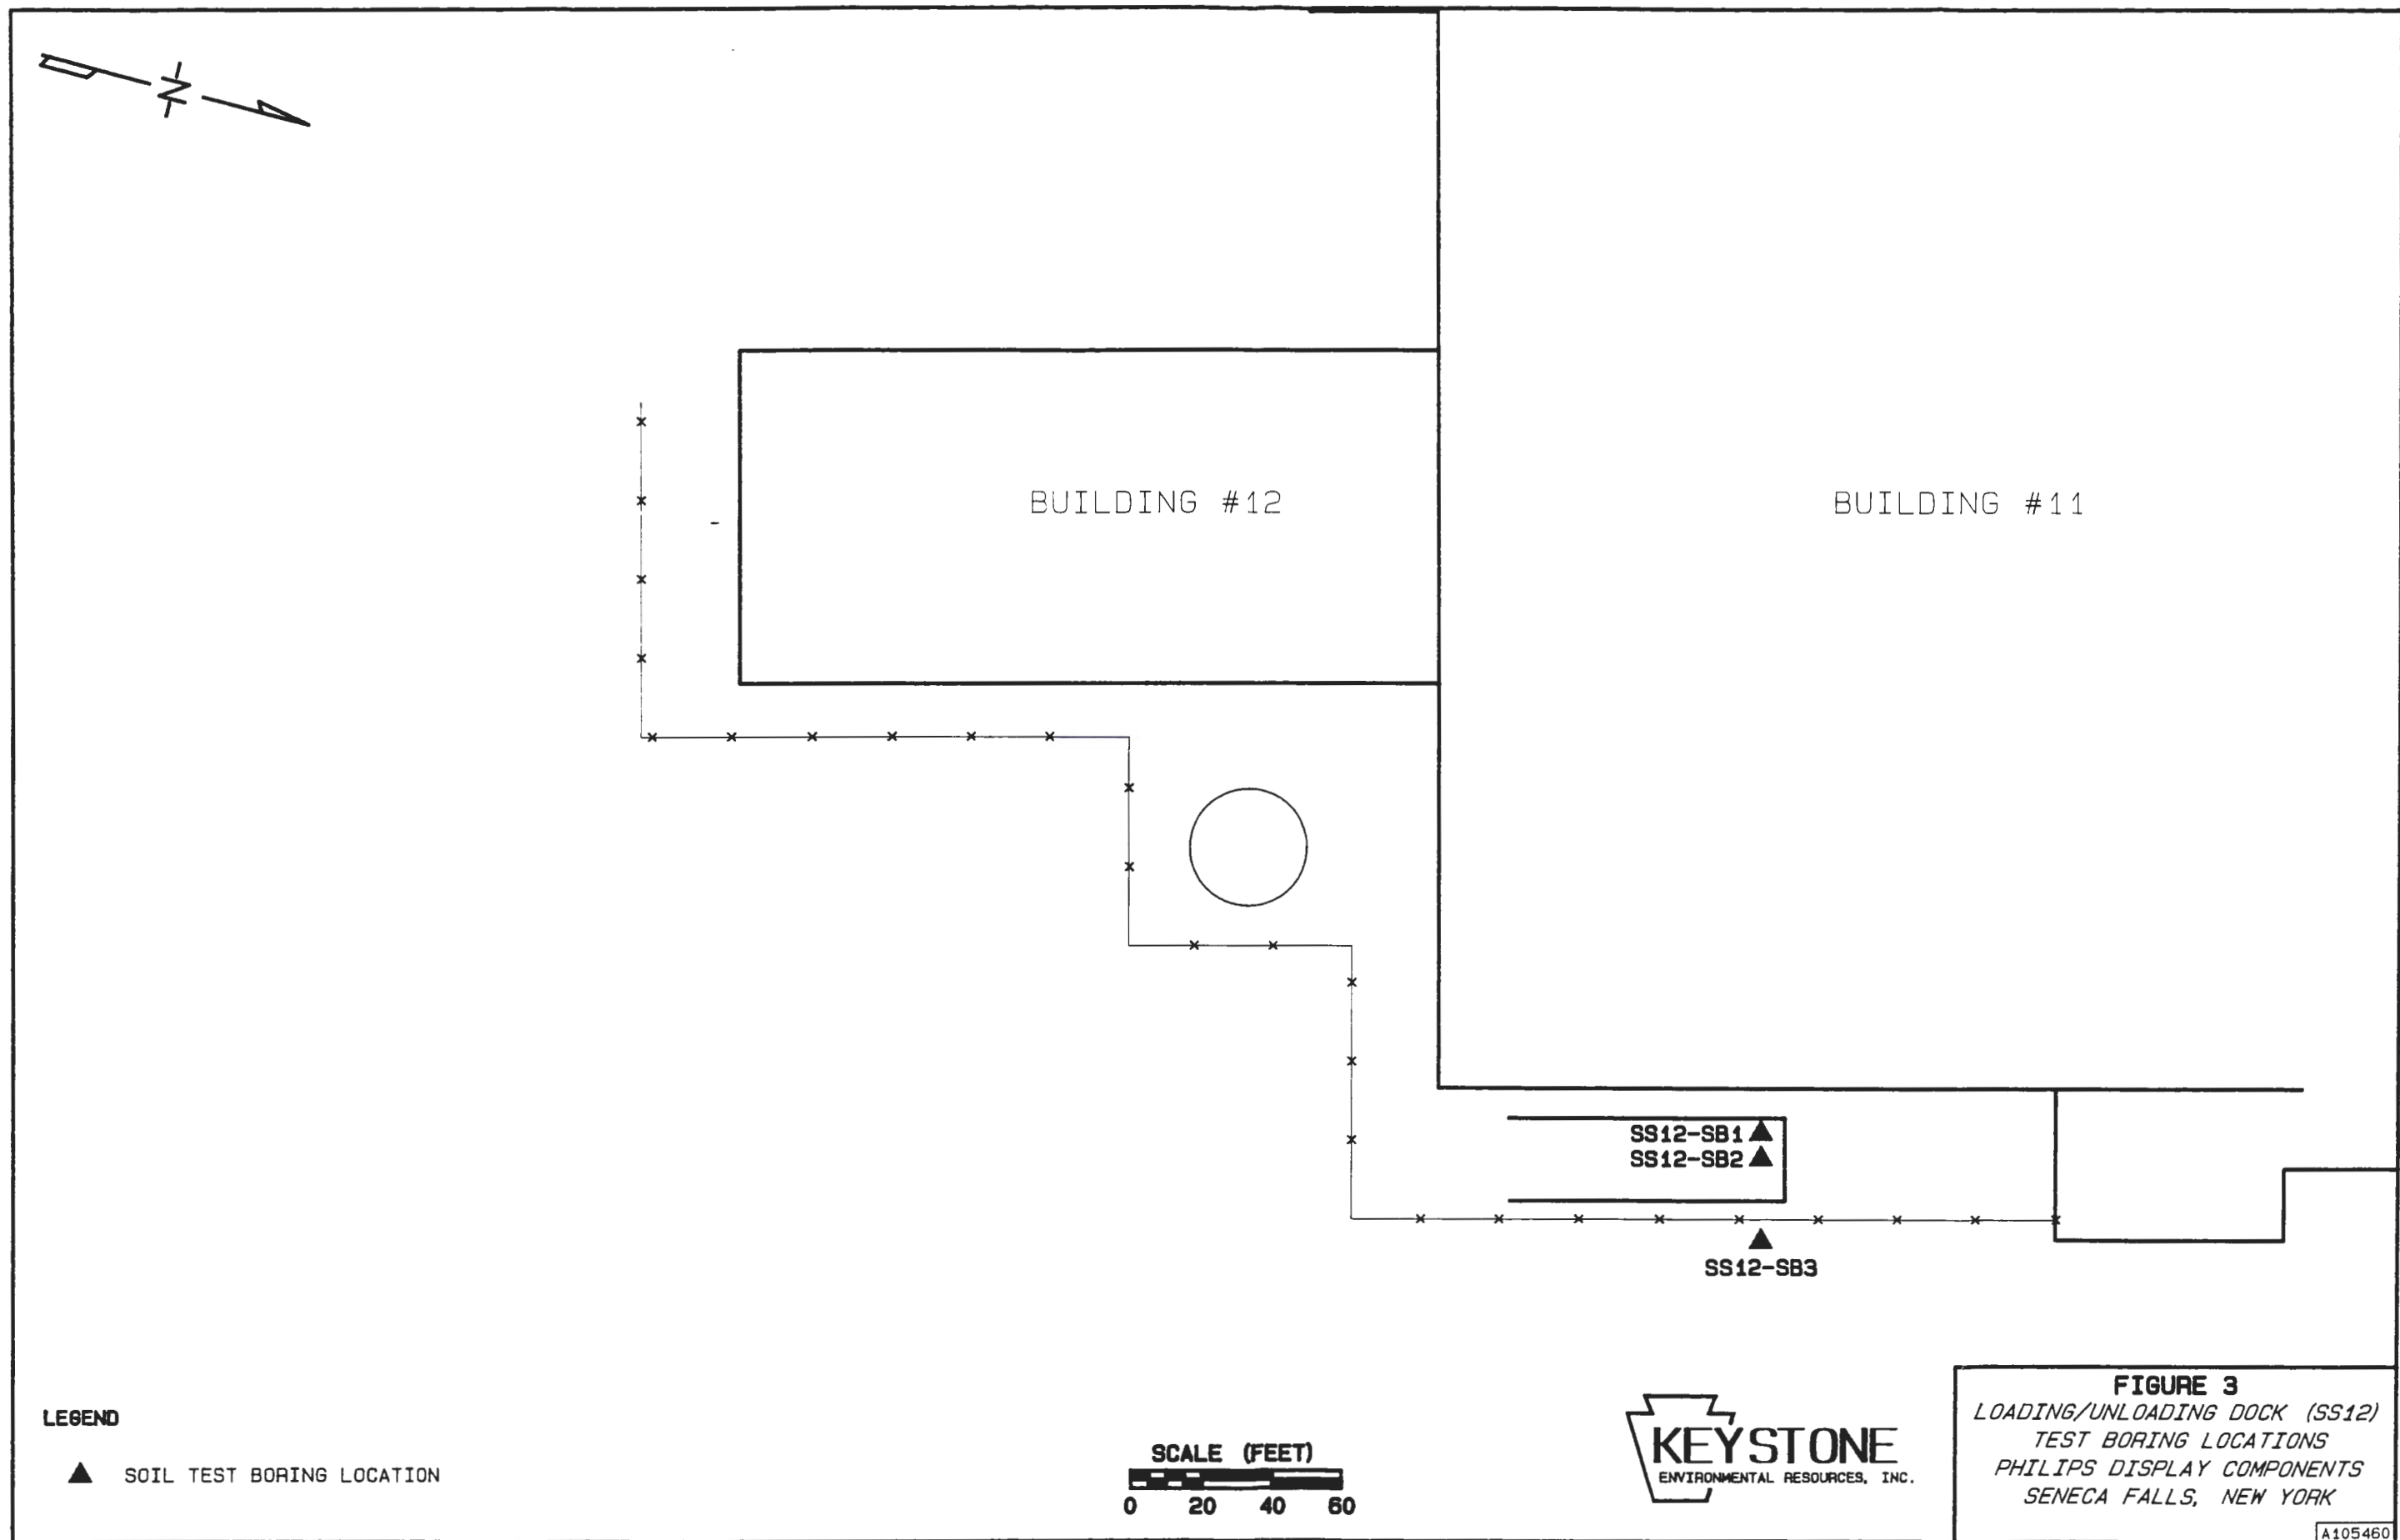 N
BUILDING #12
BUILDING #11
SS12-SB1
SS12-SB2
SS12-SB3
LEGEND
SOIL TEST BORING LOCATION
SCALE (FEET)
0 20 40 60
KEYSTONE
ENVIRONMENTAL RESOURCES, INC.
FIGURE 3
LOADING/UNLOADING DOCK (SS12)
TEST BORING LOCATIONS
PHILIPS DISPLAY COMPONENTS
SENECA FALLS, NEW YORK
A105460